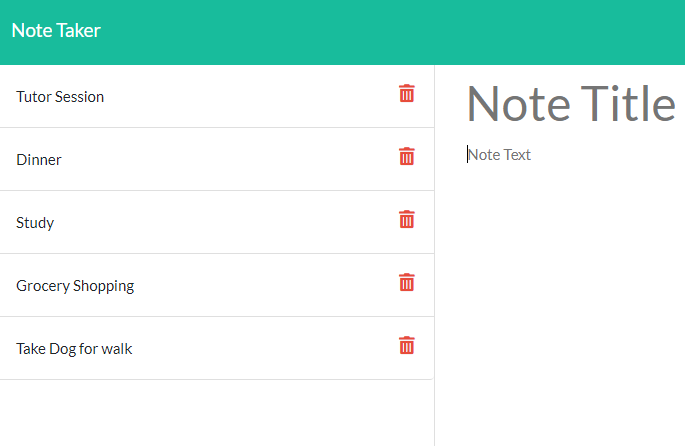 Note Taker
Tutor Session
Dinner
Study
Grocery Shopping
Take Dog for walk
Note Title
Note Text